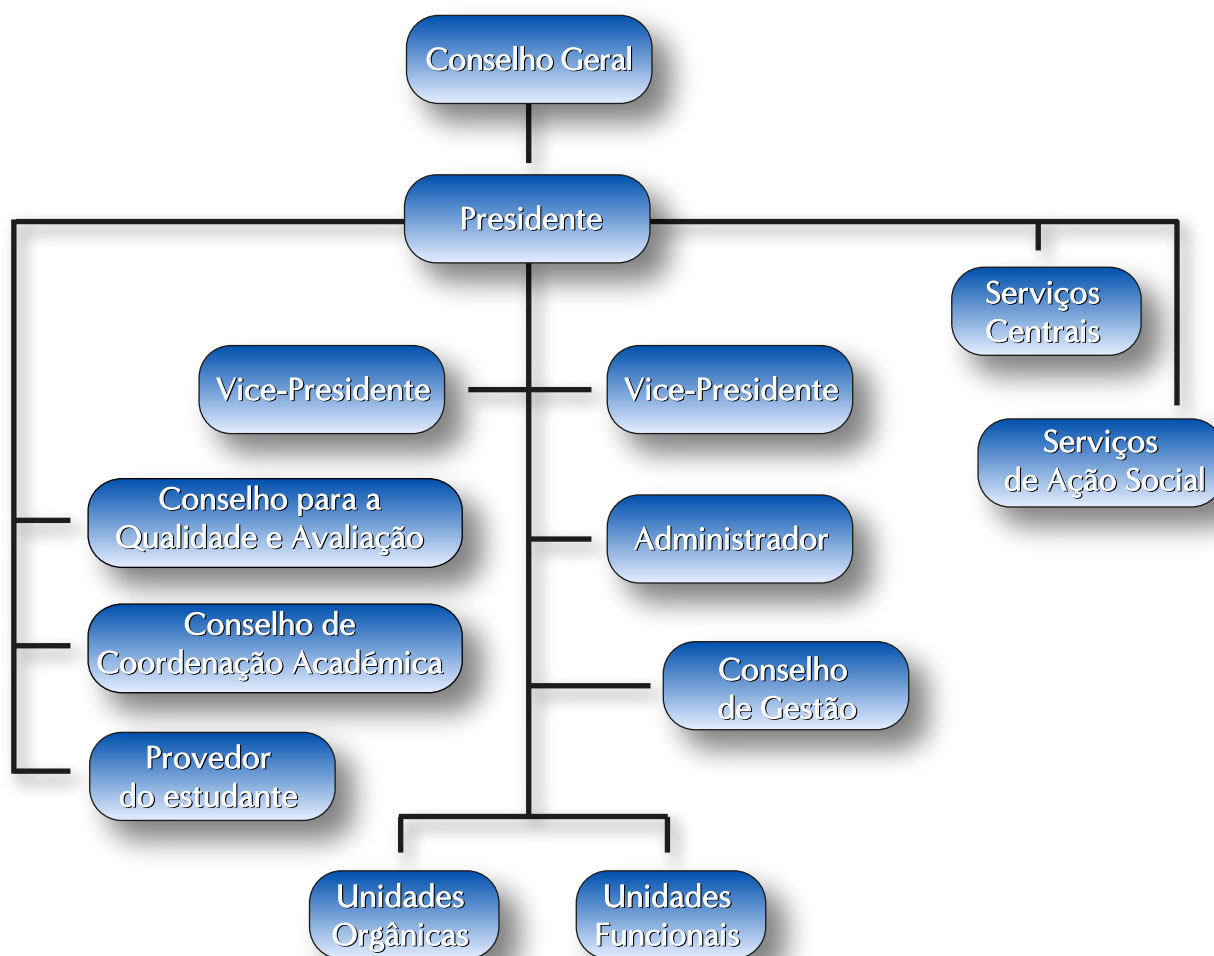 Conselho Geral
Presidente
Serviços
Centrais
Vice-Presidente
Vice-Presidente
Serviços
de Ação Social
Conselho para a
Qualidade e Avaliação
Administrador
Conselho de
Coordenação Académica
Conselho
de Gestão
Provedor
do estudante
Unidades
Orgânicas
Unidades
Funcionais